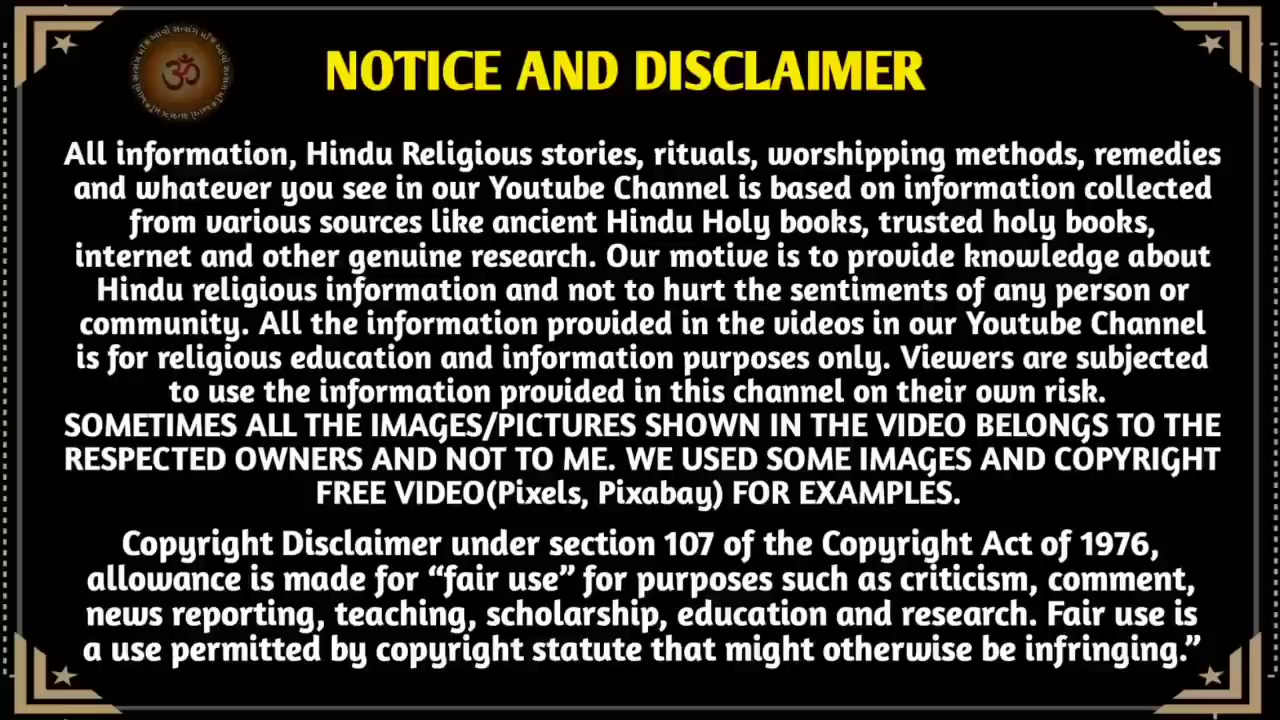 આવો સત્સંગ માઁ
ॐ
NOTICE AND DISCLAIMER
All information, Hindu Religious stories, rituals, worshipping methods, remedies
and whatever you see in our Youtube Channel is based on information collected
from various sources like ancient Hindu Holy books, trusted holy books,
internet and other genuine research. Our motive is to provide knowledge about
Hindu religious information and not to hurt the sentiments of any person or
community. All the information provided in the videos in our Youtube Channel
is for religious education and information purposes only. Viewers are subjected
to use the information provided in this channel on their own risk.
SOMETIMES ALL THE IMAGES/PICTURES SHOWN IN THE VIDEO BELONGS TO THE
RESPECTED OWNERS AND NOT TO ME. WE USED SOME IMAGES AND COPYRIGHT
FREE VIDEO(Pixels, Pixabay) FOR EXAMPLES.
Copyright Disclaimer under section 107 of the Copyright Act of 1976,
allowance is made for “fair use” for purposes such as criticism, comment,
news reporting, teaching, scholarship, education and research. Fair use is
a use permitted by copyright statute that might otherwise be infringing.”